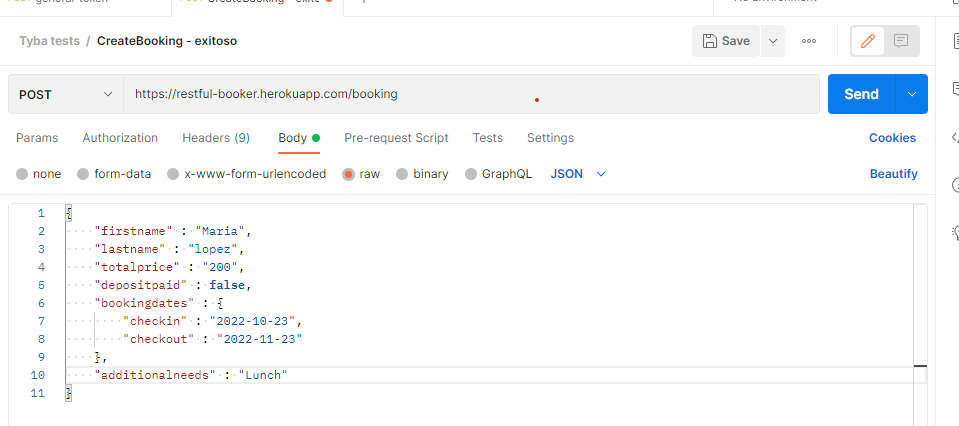 general-token
CreateBooking - exito
No Environment
Tyba tests / CreateBooking - exitoso
Save
POST
https://restful-booker.herokuapp.com/booking
Send
Params Authorization Headers (9) Body Pre-request Script Tests Settings Cookies
none form-data x-www-form-urlencoded raw binary GraphQL JSON Beautify
1 {
2 "firstname" : "Maria",
3 "lastname" : "lopez",
4 "totalprice" : "200",
5 "depositpaid" : false,
6 "bookingdates" : {
7 "checkin" : "2022-10-23",
8 "checkout" : "2022-11-23"
9 },
10 "additionalneeds" : "Lunch"
11 }